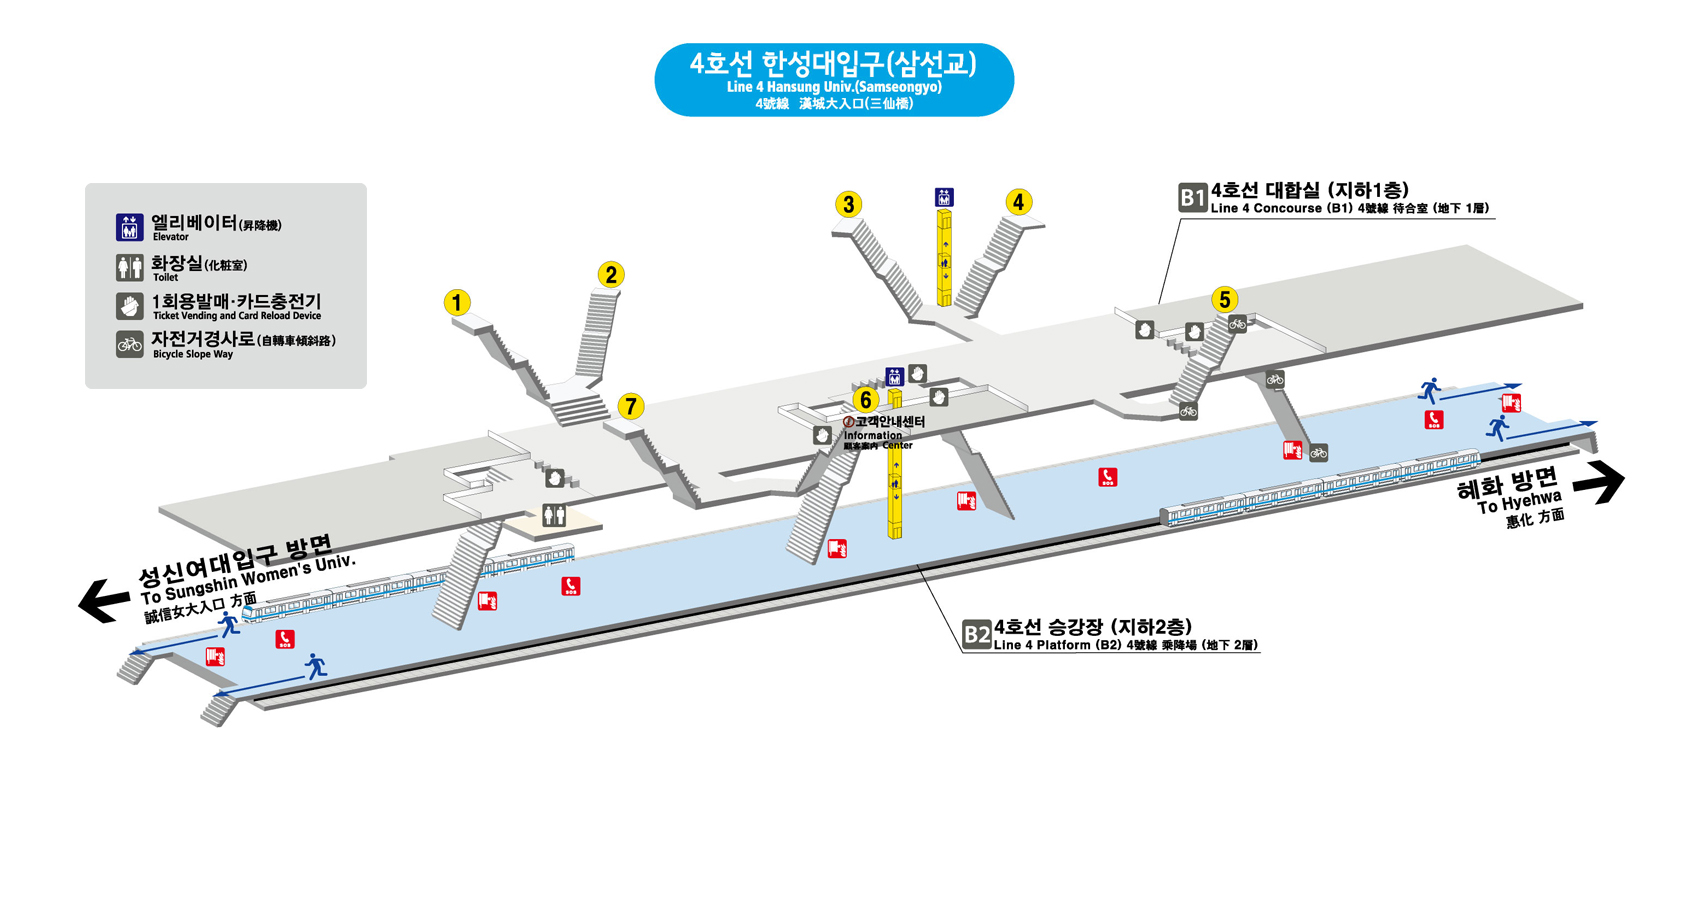 4호선 한성대입구(삼선교)
Line 4 Hansung Univ.(Samseongyo)
4號線 漢城大入口(三仙橋)
엘리베이터(昇降機)
Elevator
화장실(化粧室)
Toilet
1회용발매·카드충전기
Ticket Vending and Card Reload Device
자전거경사로(自轉車傾斜路)
Bicycle Slope Way
B1
4호선 대합실 (지하1층)
Line 4 Concourse (B1) 4號線 待合室 (地下 1層)
3
4
2
1
5
7
6
고객안내센터
Information
顧客案内 Center
SOS
SOS
SOS
SOS
혜화 방면
To Hyehwa
惠化 方面
성신여대입구 방면
To Sungshin Women's Univ.
誠信女大入口 方面
B2
4호선 승강장 (지하2층)
Line 4 Platform (B2) 4號線 乘降場 (地下 2層)